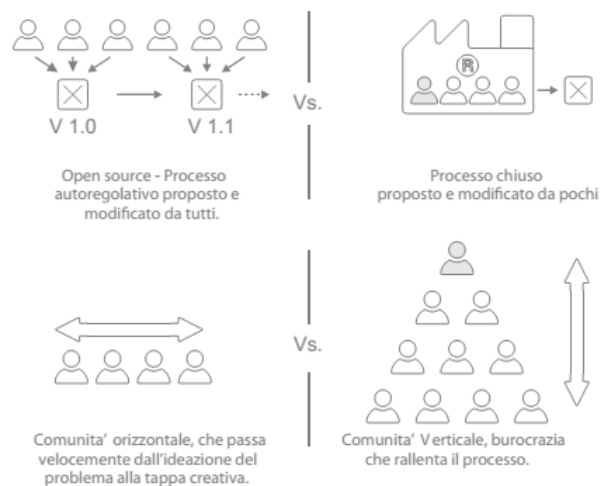 V 1.0
V 1.1
Open source - Processo
autoregolativo proposto e
modificato da tutti.
Vs.
®
Processo chiuso
proposto e modificato da pochi
Comunita' orizzontale, che passa
velocemente dall'ideazione del
problema alla tappa creativa.
Vs.
Comunita' V erticale, burocrazia
che rallenta il processo.